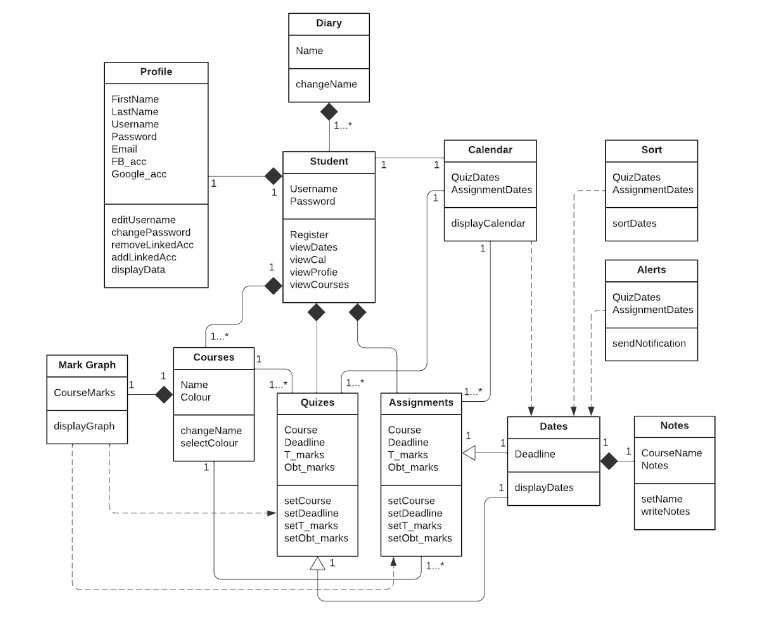 Diary
Name
changeName
1...*
Profile
FirstName
LastName
Username
Password
Email
FB_acc
Google_acc
editUsername
changePassword
removeLinkedAcc
addLinkedAcc
displayData
1
1
Student
Username
Password
Register
viewDates
viewCal
viewProfie
viewCourses
1
1
Calendar
QuizDates
AssignmentDates
displayCalendar
1
1
Sort
QuizDates
AssignmentDates
sortDates
Alerts
QuizDates
AssignmentDates
sendNotification
1
1...*
Mark Graph
CourseMarks
displayGraph
1
1
Courses
Name
Colour
changeName
selectColour
1
1
1...*
1...*
1...*
Quizes
Course
Deadline
T_marks
Obt_marks
setCourse
setDeadline
setT_marks
setObt_marks
1
Assignments
Course
Deadline
T_marks
Obt_marks
setCourse
setDeadline
setT_marks
setObt_marks
1...*
1
1
1
Dates
Deadline
displayDates
1
1
Notes
CourseName
Notes
setName
writeNotes